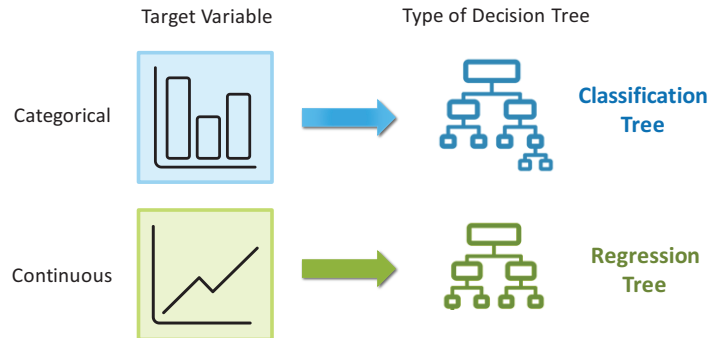 Target Variable
Type of Decision Tree
Categorical
Classification
Tree
Continuous
Regression
Tree